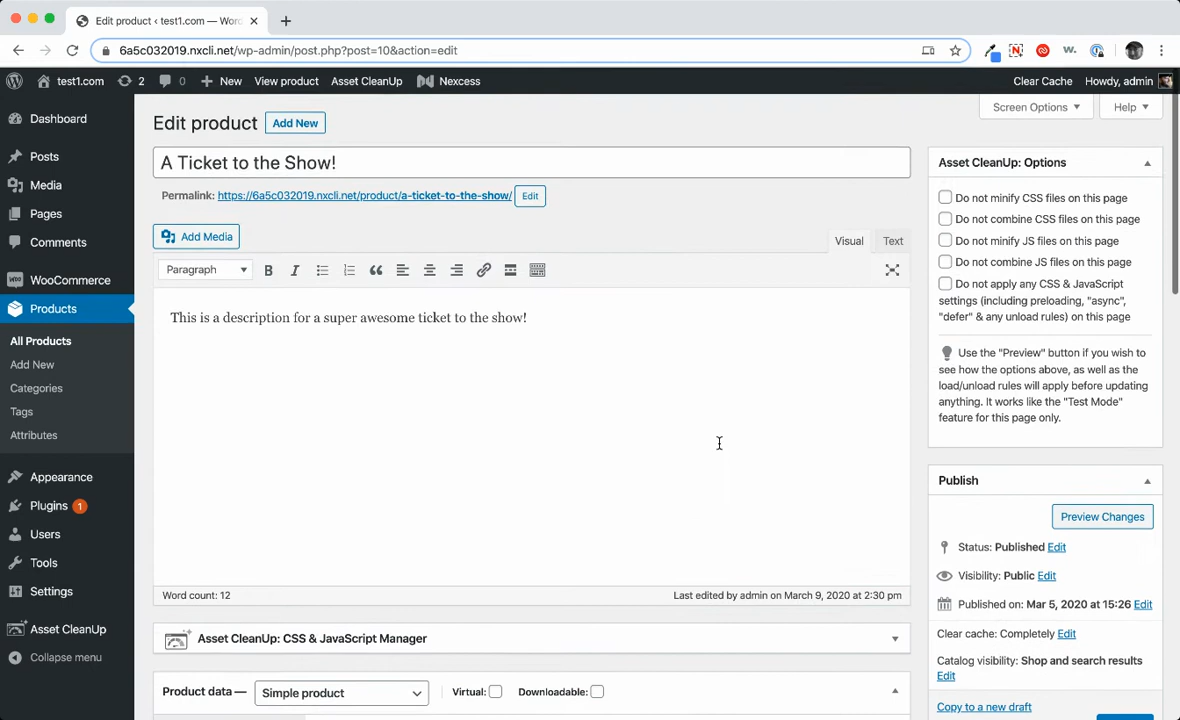 Edit product ‹ test1.com — Wor
6a5c032019.nxcli.net/wp-admin/post.php?post=10&action=edit
test1.com
2
0
New
View product
Asset CleanUp
Nexcess
Clear Cache
Howdy, admin
Dashboard
Posts
Media
Pages
Comments
WooCommerce
Products
All Products
Add New
Categories
Tags
Attributes
Appearance
Plugins 1
Users
Tools
Settings
Asset CleanUp
Collapse menu
Screen Options
Help
Edit product
Add New
A Ticket to the Show!
Permalink: https://6a5c032019.nxcli.net/product/a-ticket-to-the-show/ Edit
Add Media
Visual
Text
Paragraph
This is a description for a super awesome ticket to the show!
Word count: 12
Last edited by admin on March 9, 2020 at 2:30 pm
Asset CleanUp: CSS & JavaScript Manager
Product data —
Simple product
Virtual:
Downloadable:
Asset CleanUp: Options
Do not minify CSS files on this page
Do not combine CSS files on this page
Do not minify JS files on this page
Do not combine JS files on this page
Do not apply any CSS & JavaScript
settings (including preloading, "async",
"defer" & any unload rules) on this page
Use the "Preview" button if you wish to
see how the options above, as well as the
load/unload rules will apply before updating
anything. It works like the "Test Mode"
feature for this page only.
Publish
Preview Changes
Status: Published Edit
Visibility: Public Edit
Published on: Mar 5, 2020 at 15:26 Edit
Clear cache: Completely Edit
Catalog visibility: Shop and search results
Edit
Copy to a new draft